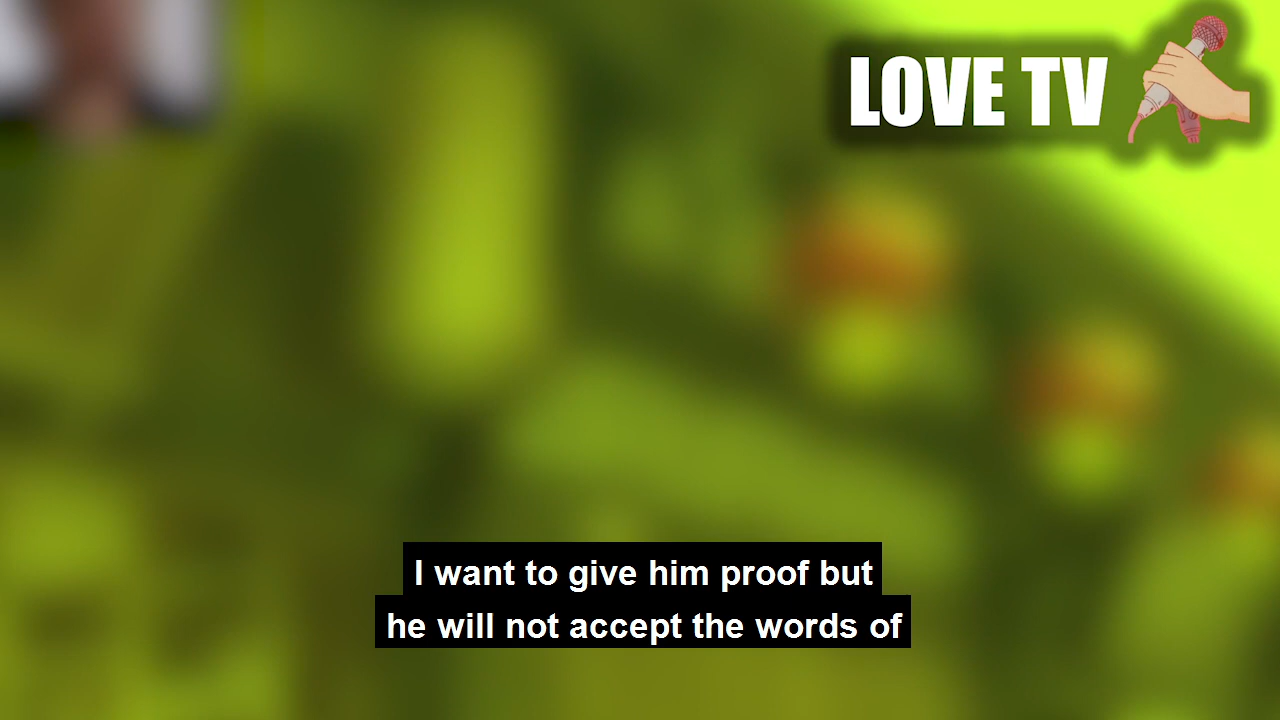 LOVE TV
I want to give him proof but
he will not accept the words of